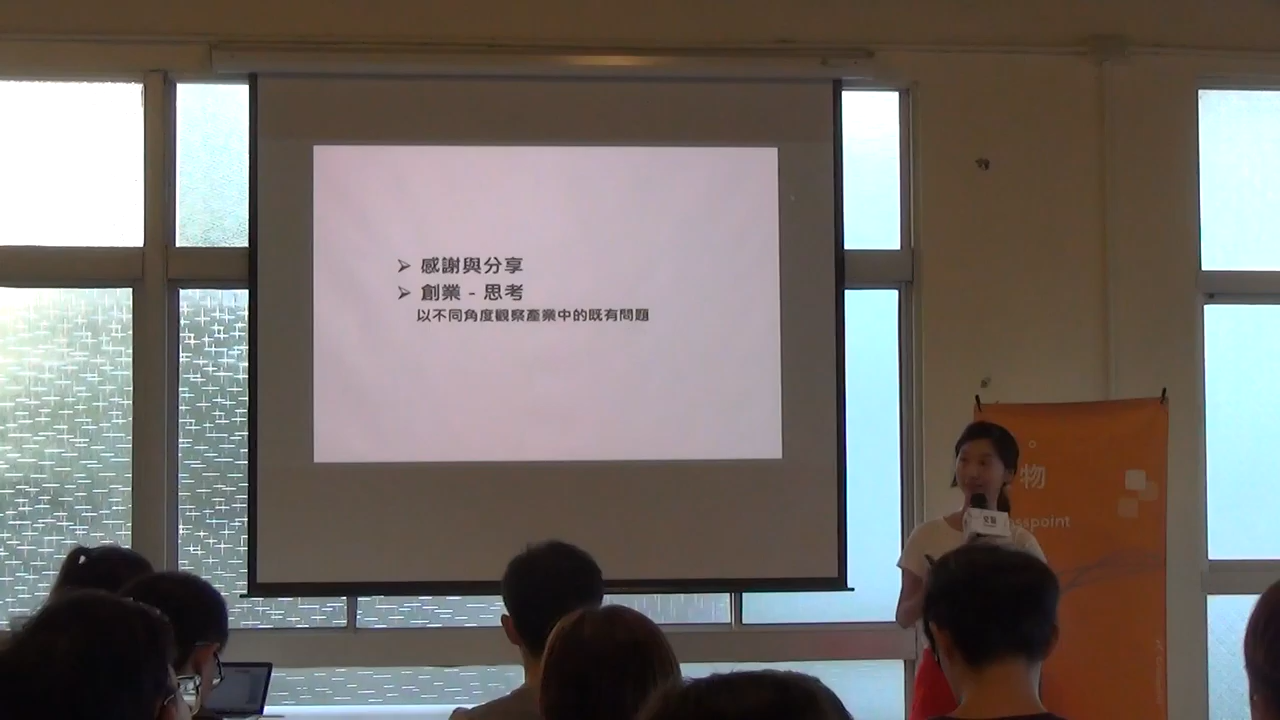 ➢ 感謝與分享
➢ 創業 - 思考
以不同角度觀察產業中的既有問題
物
sspoint